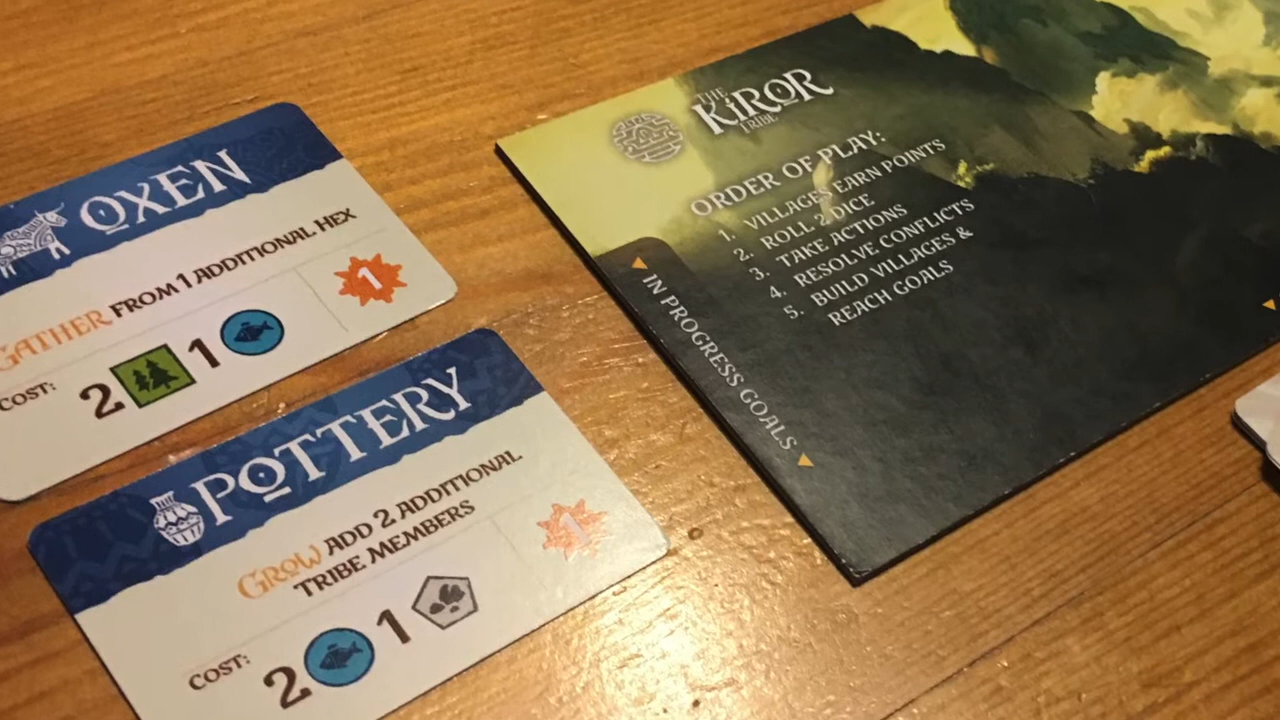 OXEN
GATHER FROM 1 ADDITIONAL HEX
COST: 2 1
1
POTTERY
GROW ADD 2 ADDITIONAL
TRIBE MEMBERS
COST: 2 1
1
THE
KIROR
TRIBE
ORDER OF PLAY:
1. VILLAGES EARN POINTS
2. ROLL 2 DICE
3. TAKE ACTIONS
4. RESOLVE CONFLICTS
5. BUILD VILLAGES &
REACH GOALS
IN PROGRESS GOALS